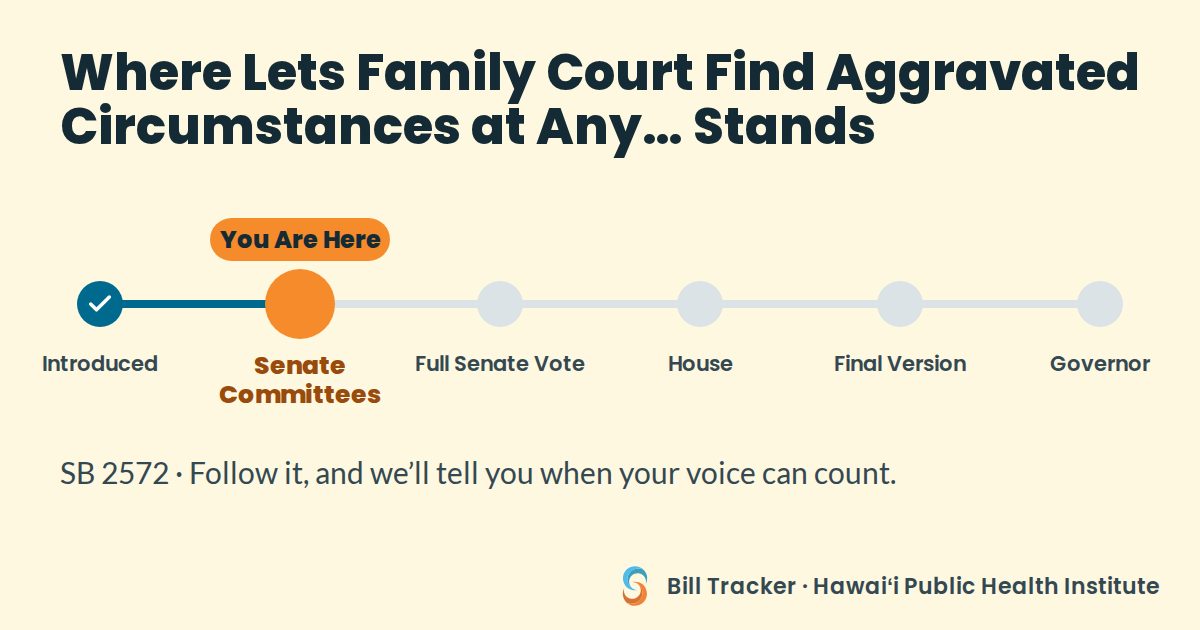 Where Lets Family Court Find Aggravated
Circumstances at Any... Stands
You Are Here
Introduced
Senate
Committees
Full Senate Vote
House
Final Version
Governor
SB 2572 · Follow it, and we’ll tell you when your voice can count.
Bill Tracker · Hawaiʻi Public Health Institute